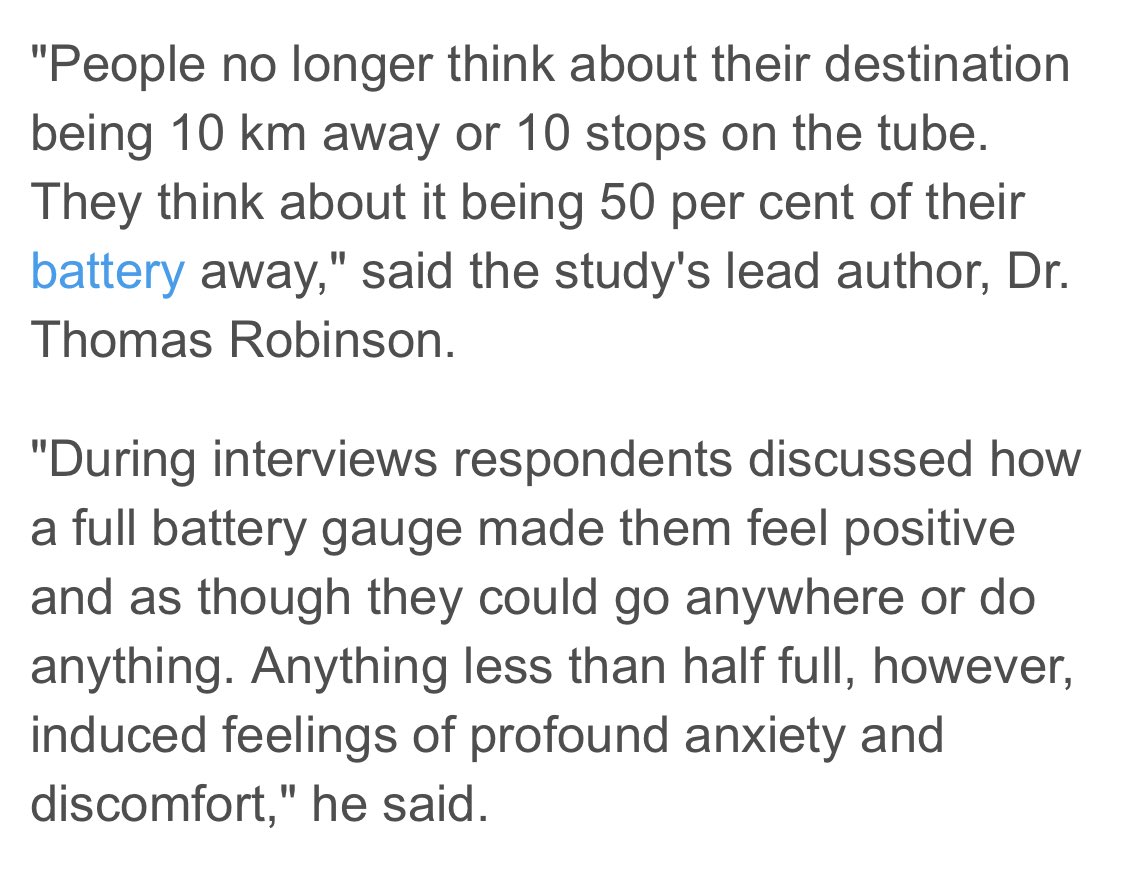 "People no longer think about their destination
being 10 km away or 10 stops on the tube.
They think about it being 50 per cent of their
battery away," said the study's lead author, Dr.
Thomas Robinson.
"During interviews respondents discussed how
a full battery gauge made them feel positive
and as though they could go anywhere or do
anything. Anything less than half full, however,
induced feelings of profound anxiety and
discomfort," he said.